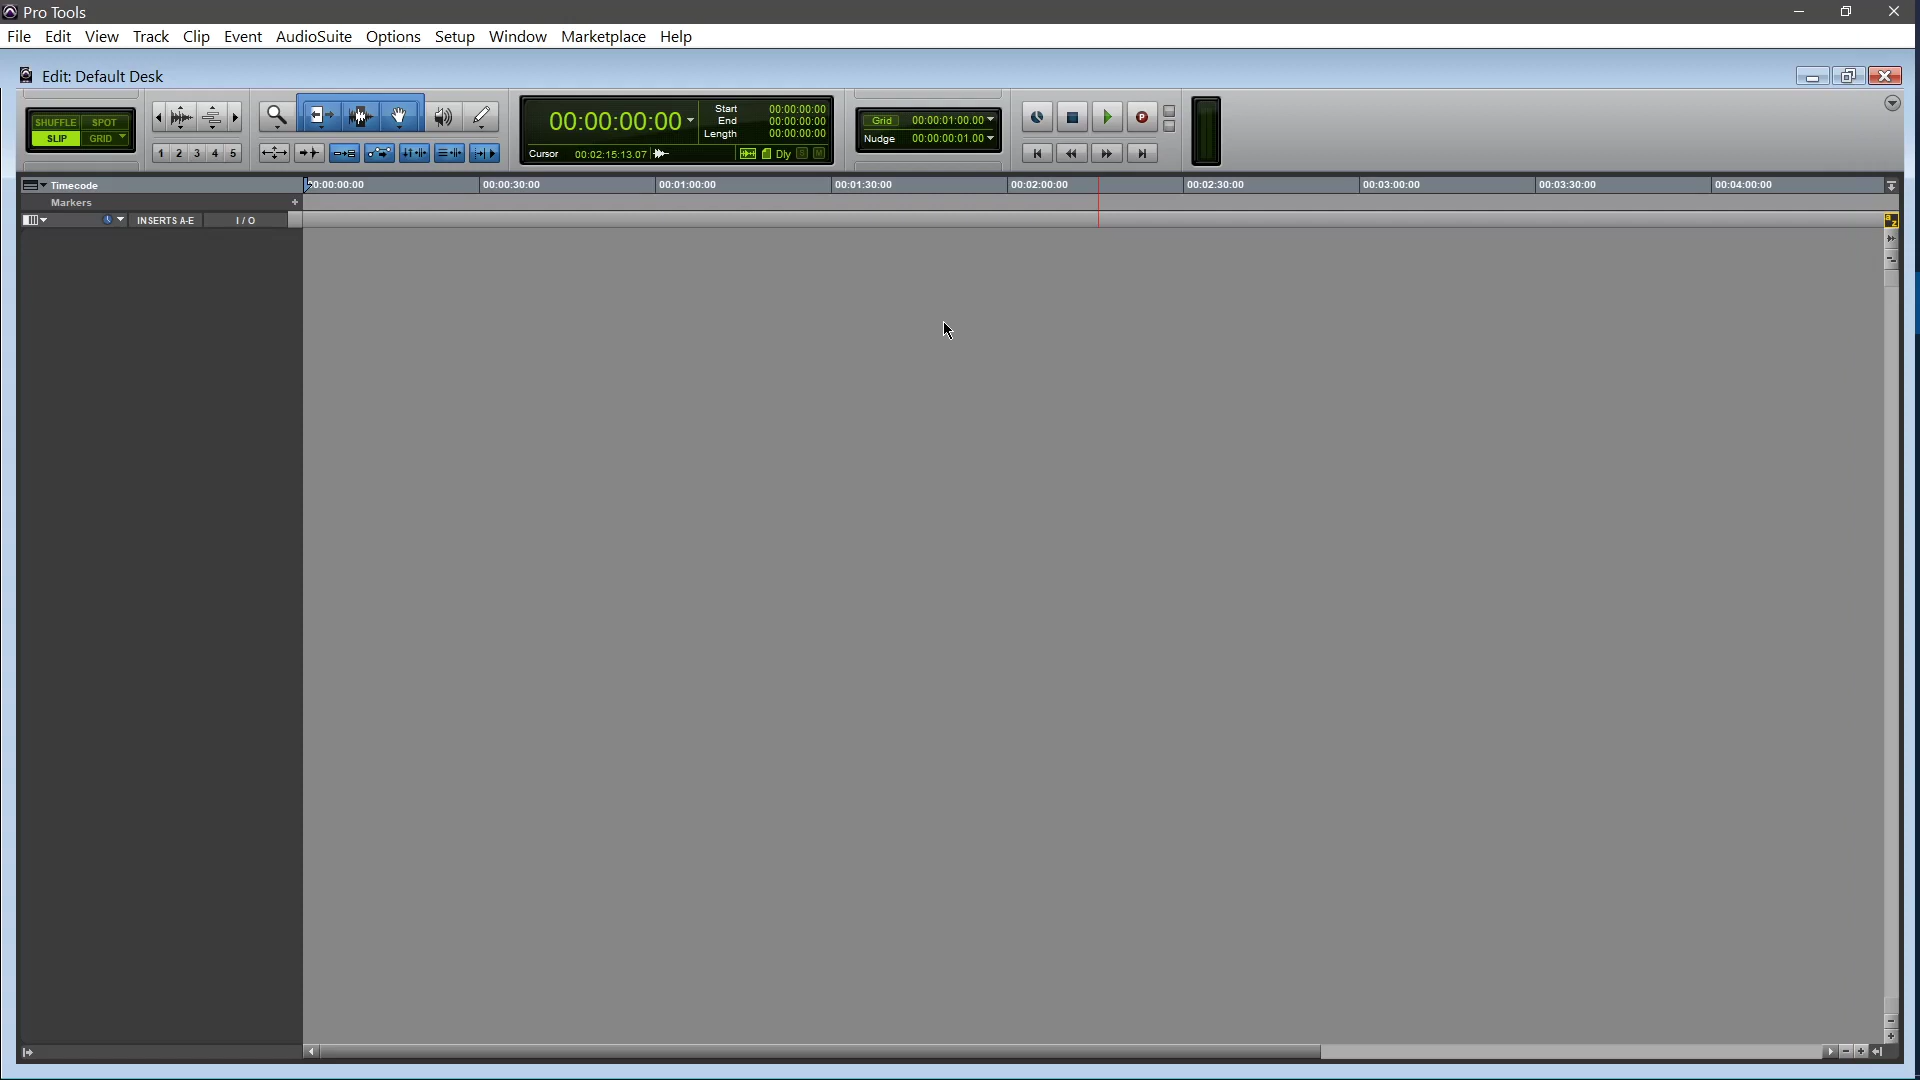 Pro Tools
File Edit View Track Clip Event AudioSuite Options Setup Window Marketplace Help
Edit: Default Desk
SHUFFLE SPOT
SLIP GRID
1 2 3 4 5
00:00:00:00
Start 00:00:00:00
End 00:00:00:00
Length 00:00:00:00
Cursor 00:02:15:13.07
Dly S M
Grid 00:00:01:00.00
Nudge 00:00:00:01.00
P
Timecode 00:00:00:00 00:00:30:00 00:01:00:00 00:01:30:00 00:02:00:00 00:02:30:00 00:03:00:00 00:03:30:00 00:04:00:00
Markers +
INSERTS A-E I / O
a z